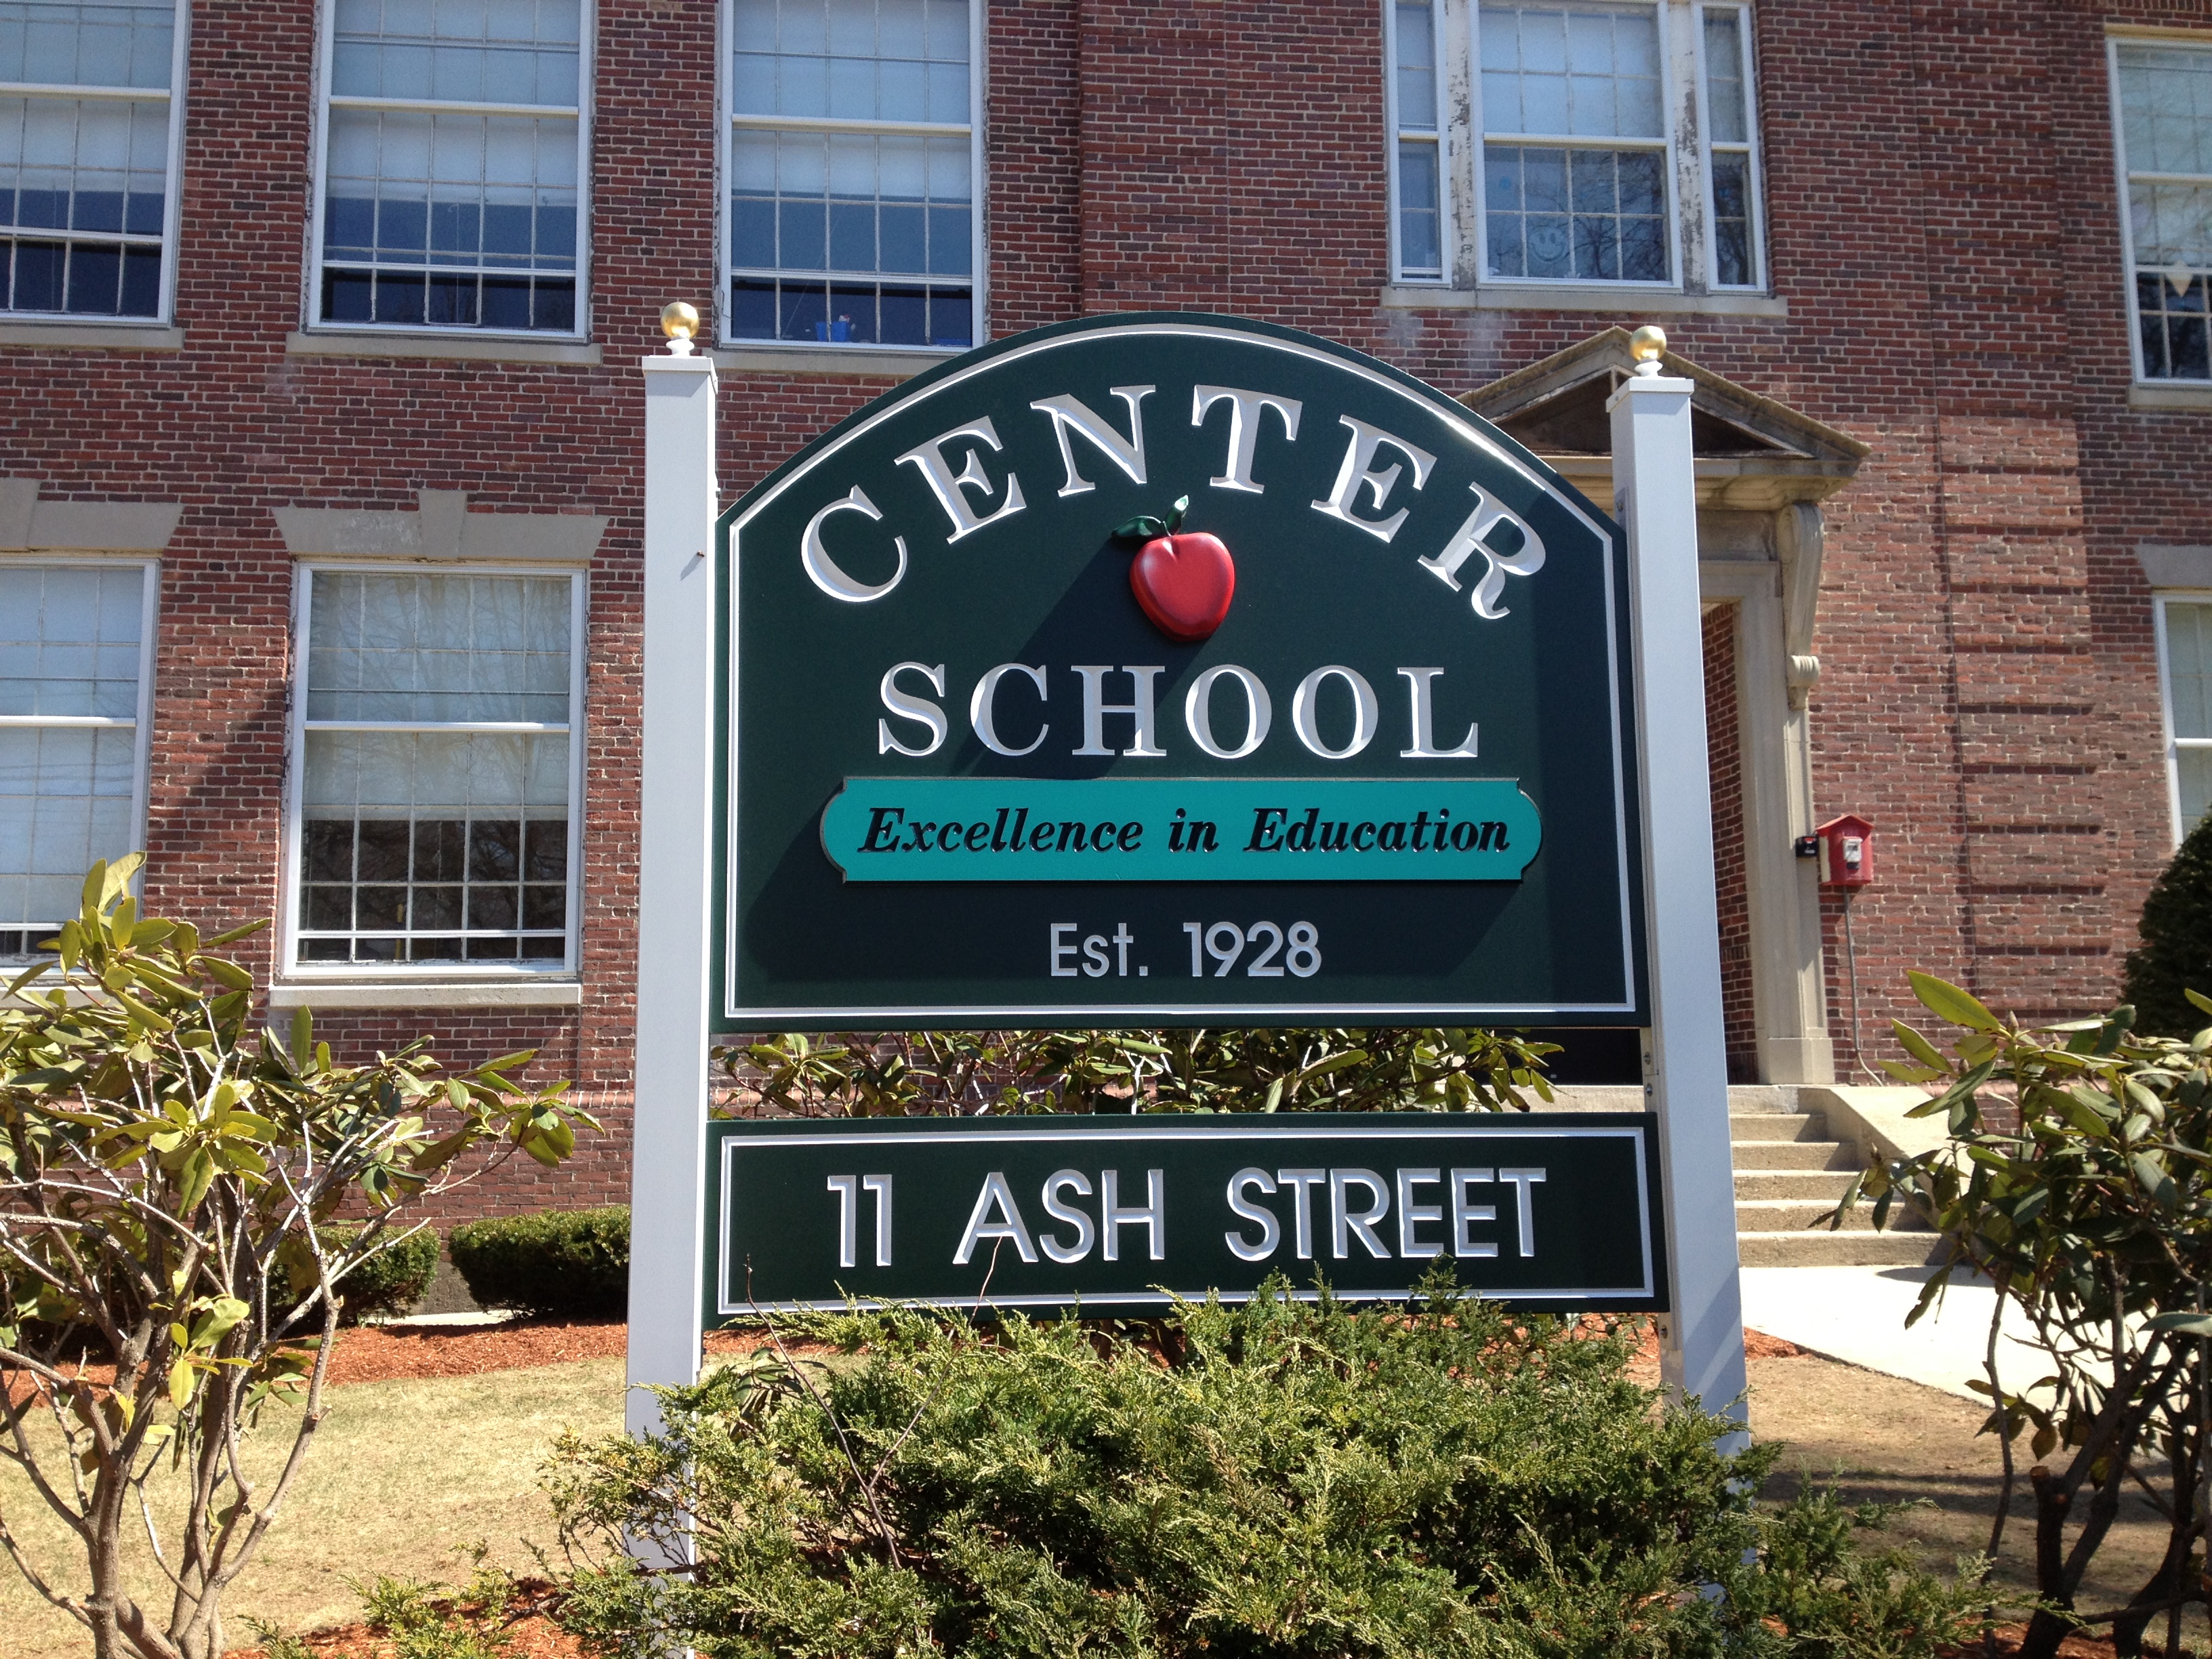 CENTER
SCHOOL
Excellence in Education
Est. 1928
11 ASH STREET